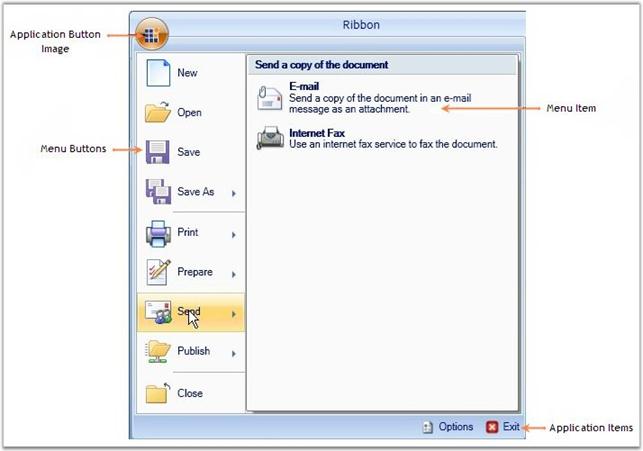 Ribbon
Application Button
Image
New
Open
Menu Buttons
Save
Save As
Print
Prepare
Send
Publish
Close
Send a copy of the document
E-mail
Send a copy of the document in an e-mail
message as an attachment.
Menu Item
Internet Fax
Use an internet fax service to fax the document.
Options
Exit
Application Items